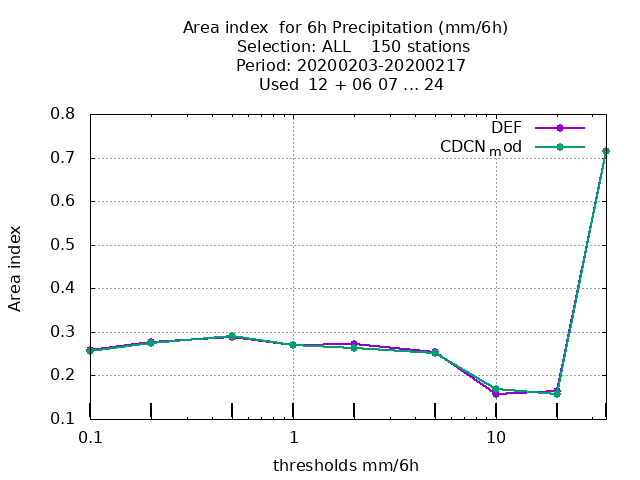 Area index  for 6h Precipitation (mm/6h)
Selection: ALL    150 stations
Period: 20200203-20200217
Used  12 + 06 07 ... 24
DEF
CDCNmod
0.8
0.7
0.6
0.5
0.4
0.3
0.2
0.1
Area index
0.1
1
10
thresholds mm/6h